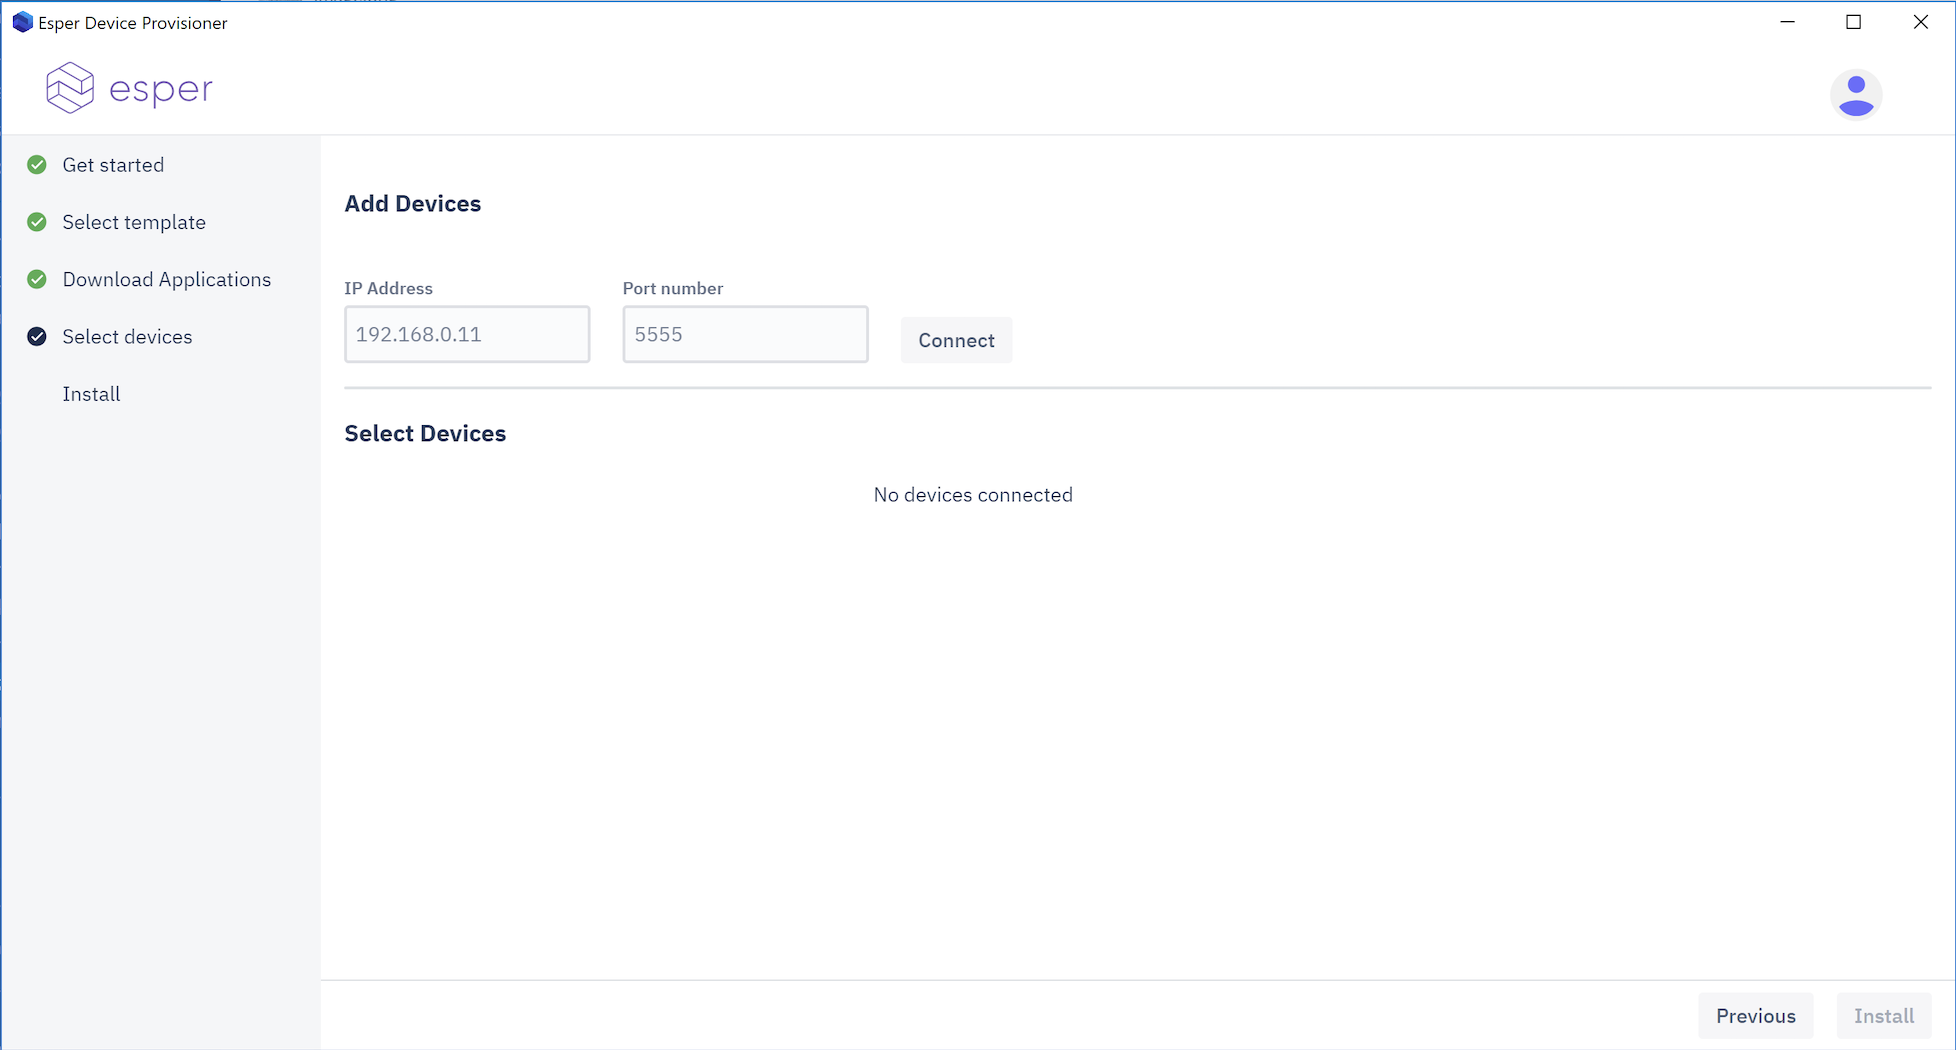 Esper Device Provisioner
esper
Get started
Select template
Download Applications
Select devices
Install
Add Devices
IP Address
Port number
192.168.0.11
5555
Connect
Select Devices
No devices connected
Previous
Install